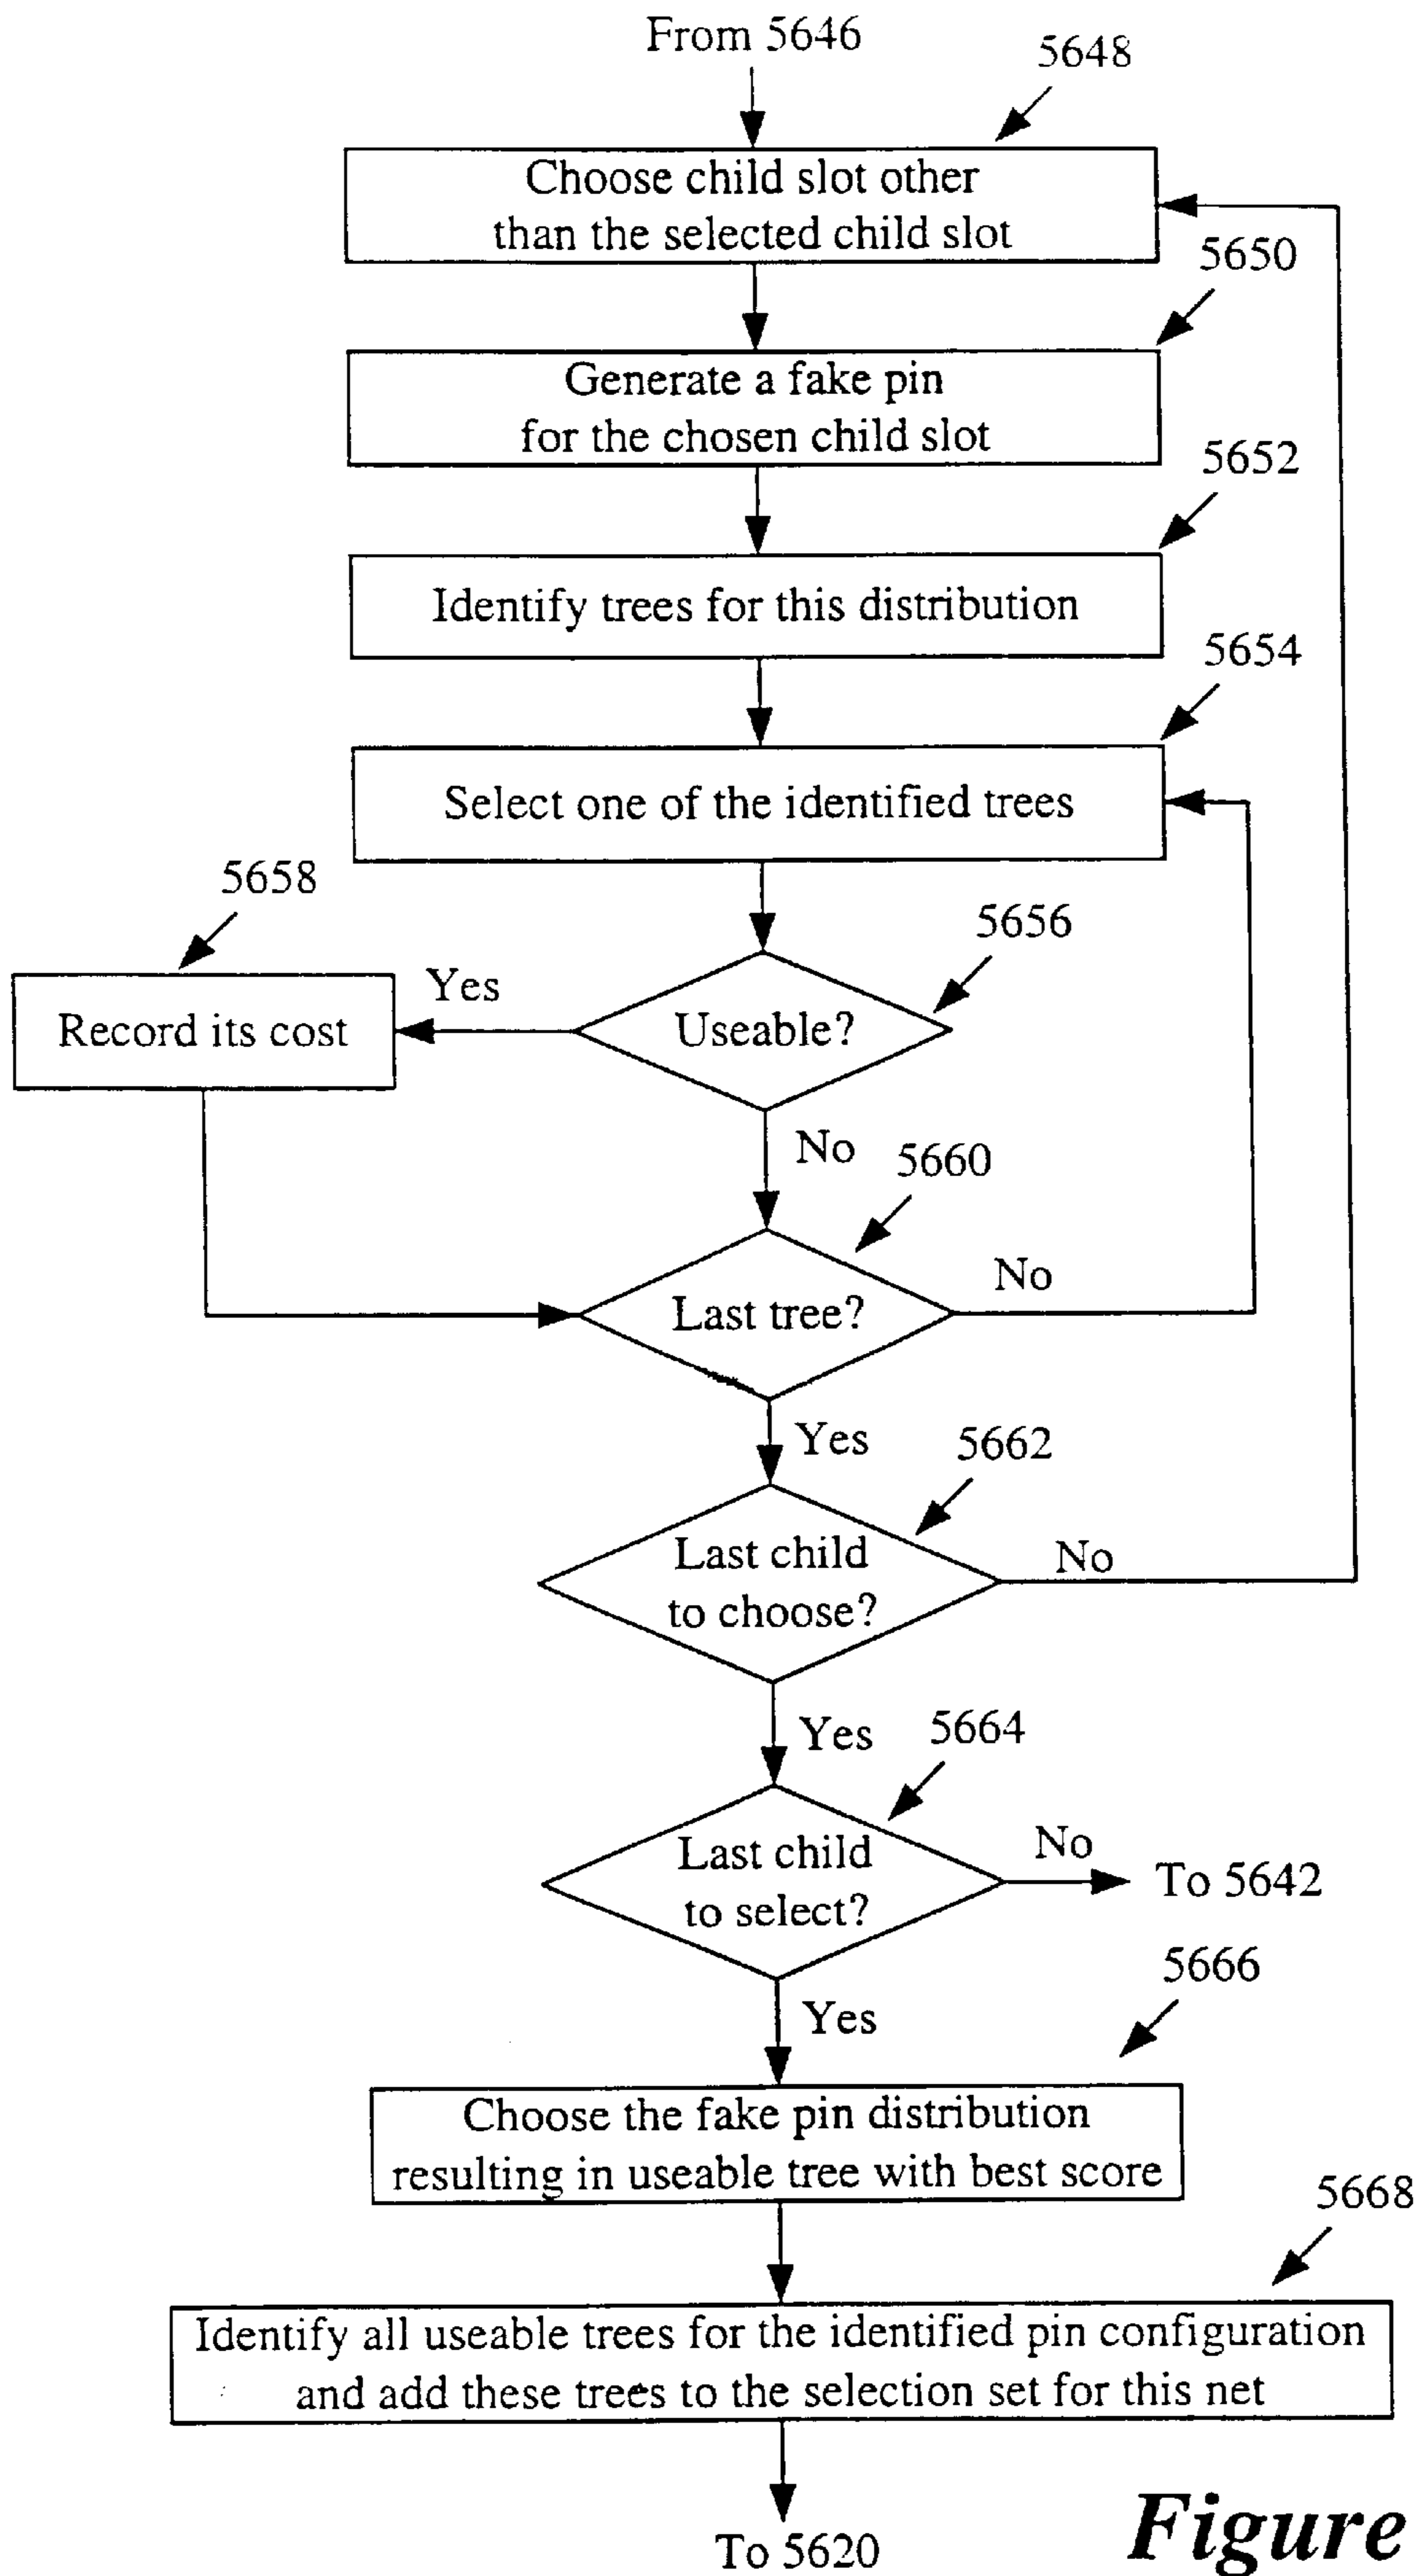 From 5646
5648
Choose child slot other
than the selected child slot
5650
Generate a fake pin
for the chosen child slot
5652
Identify trees for this distribution
5654
Select one of the identified trees
5658
5656
Yes
Record its cost
Useable?
No
5660
Last tree?
No
Yes
5662
Last child
to choose?
No
Yes
5664
Last child
to select?
No
To 5642
5666
Yes
Choose the fake pin distribution
resulting in useable tree with best score
5668
Identify all useable trees for the identified pin configuration
and add these trees to the selection set for this net
To 5620
Figure